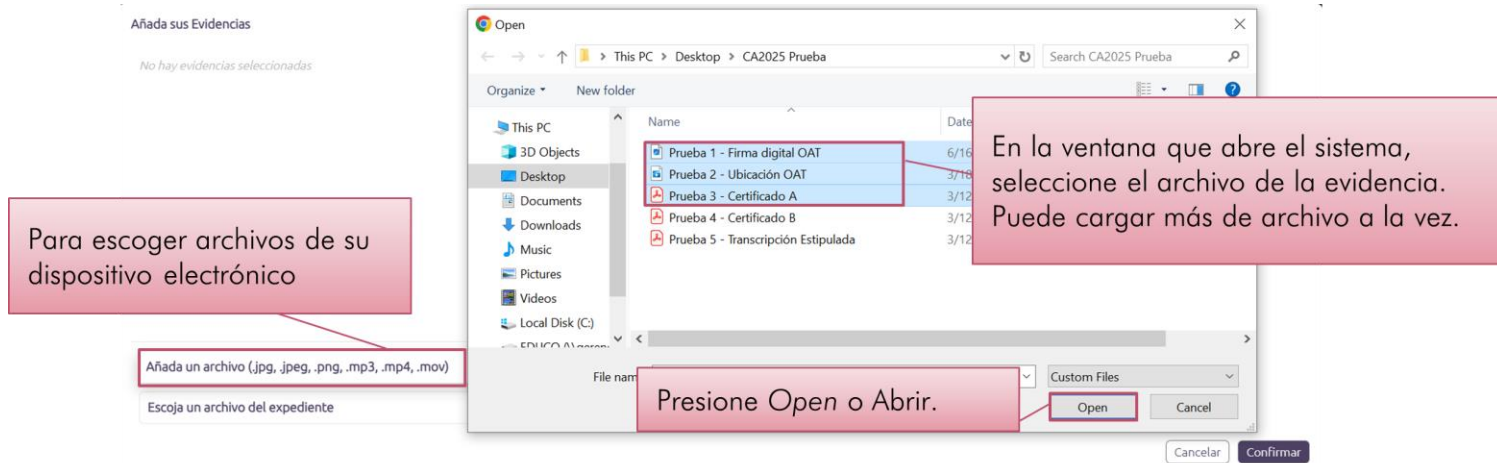 Añada sus Evidencias
No hay evidencias seleccionadas
Open
This PC > Desktop > CA2025 Prueba
Search CA2025 Prueba
Organize
New folder
This PC
3D Objects
Desktop
Documents
Downloads
Music
Pictures
Videos
Local Disk (C:)
Name
Date
Prueba 1 - Firma digital OAT
6/16
Prueba 2 - Ubicación OAT
3/18
Prueba 3 - Certificado A
3/12
Prueba 4 - Certificado B
3/12
Prueba 5 - Transcripción Estipulada
3/12
En la ventana que abre el sistema,
seleccione el archivo de la evidencia.
Puede cargar más de archivo a la vez.
Para escoger archivos de su
dispositivo electrónico
Añada un archivo (.jpg, .jpeg, .png, .mp3, .mp4, .mov)
Escoja un archivo del expediente
File nam
Custom Files
Presione Open o Abrir.
Open
Cancel
Cancelar
Confirmar